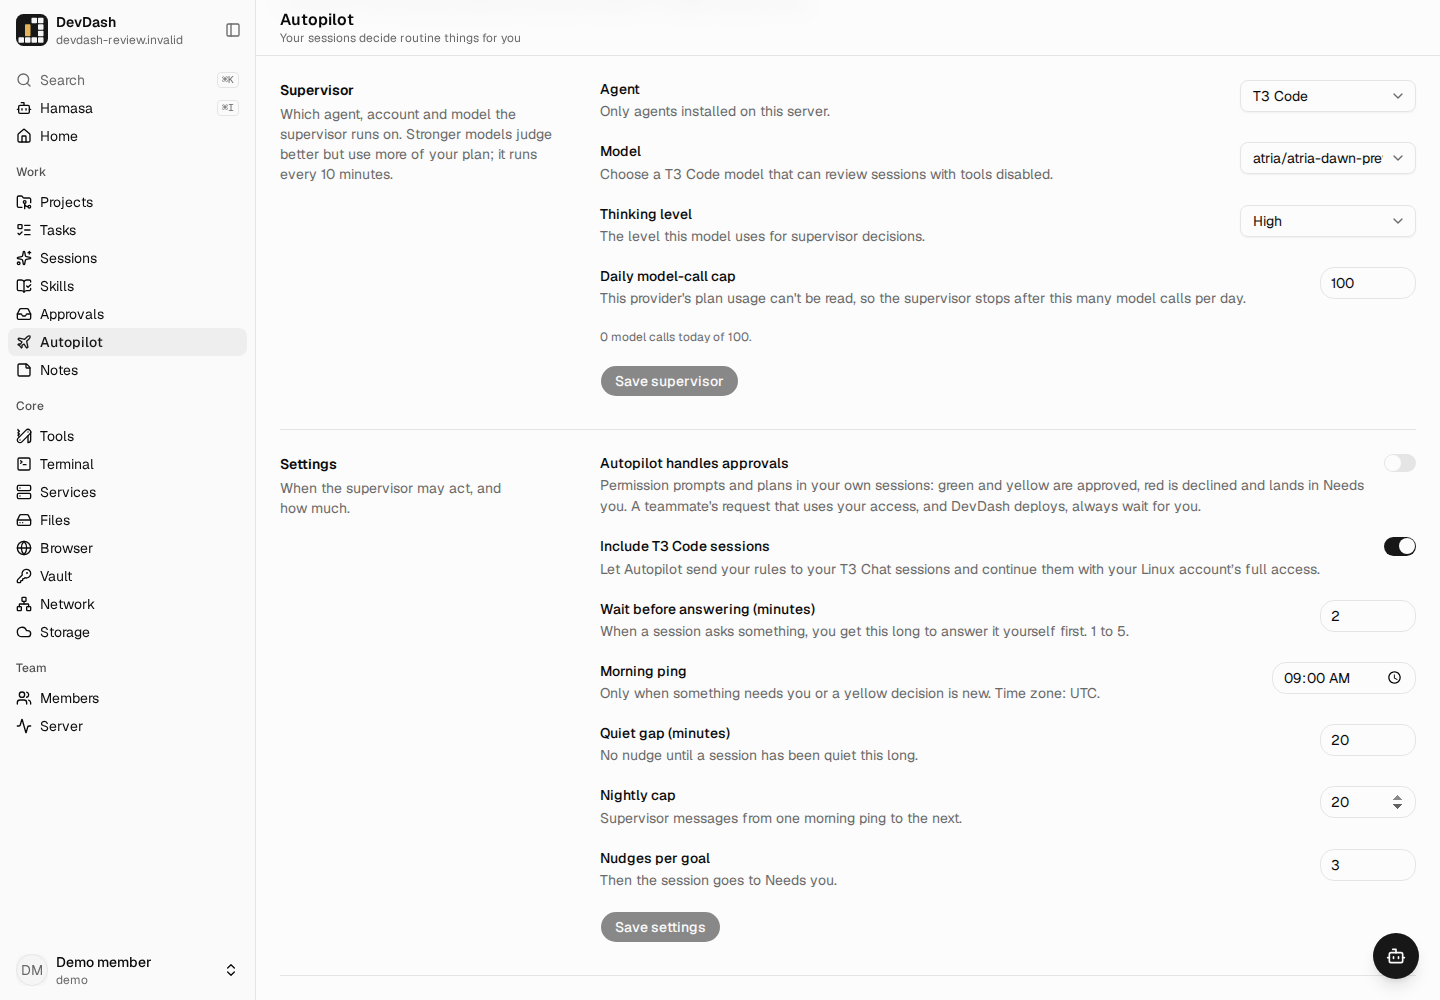 DevDash
devdash-review.invalid
Search
⌘K
Hamasa
⌘I
Home
Work
Projects
Tasks
Sessions
Skills
Approvals
Autopilot
Notes
Core
Tools
Terminal
Services
Files
Browser
Vault
Network
Storage
Team
Members
Server
DM
Demo member
demo
Autopilot
Your sessions decide routine things for you
Supervisor
Which agent, account and model the
supervisor runs on. Stronger models judge
better but use more of your plan; it runs
every 10 minutes.
Agent
Only agents installed on this server.
T3 Code
Model
Choose a T3 Code model that can review sessions with tools disabled.
atria/atria-dawn-pre
Thinking level
The level this model uses for supervisor decisions.
High
Daily model-call cap
This provider's plan usage can't be read, so the supervisor stops after this many model calls per day.
100
0 model calls today of 100.
Save supervisor
Settings
When the supervisor may act, and
how much.
Autopilot handles approvals
Permission prompts and plans in your own sessions: green and yellow are approved, red is declined and lands in Needs
you. A teammate's request that uses your access, and DevDash deploys, always wait for you.
Include T3 Code sessions
Let Autopilot send your rules to your T3 Chat sessions and continue them with your Linux account's full access.
Wait before answering (minutes)
When a session asks something, you get this long to answer it yourself first. 1 to 5.
2
Morning ping
Only when something needs you or a yellow decision is new. Time zone: UTC.
09:00 AM
Quiet gap (minutes)
No nudge until a session has been quiet this long.
20
Nightly cap
Supervisor messages from one morning ping to the next.
20
Nudges per goal
Then the session goes to Needs you.
3
Save settings